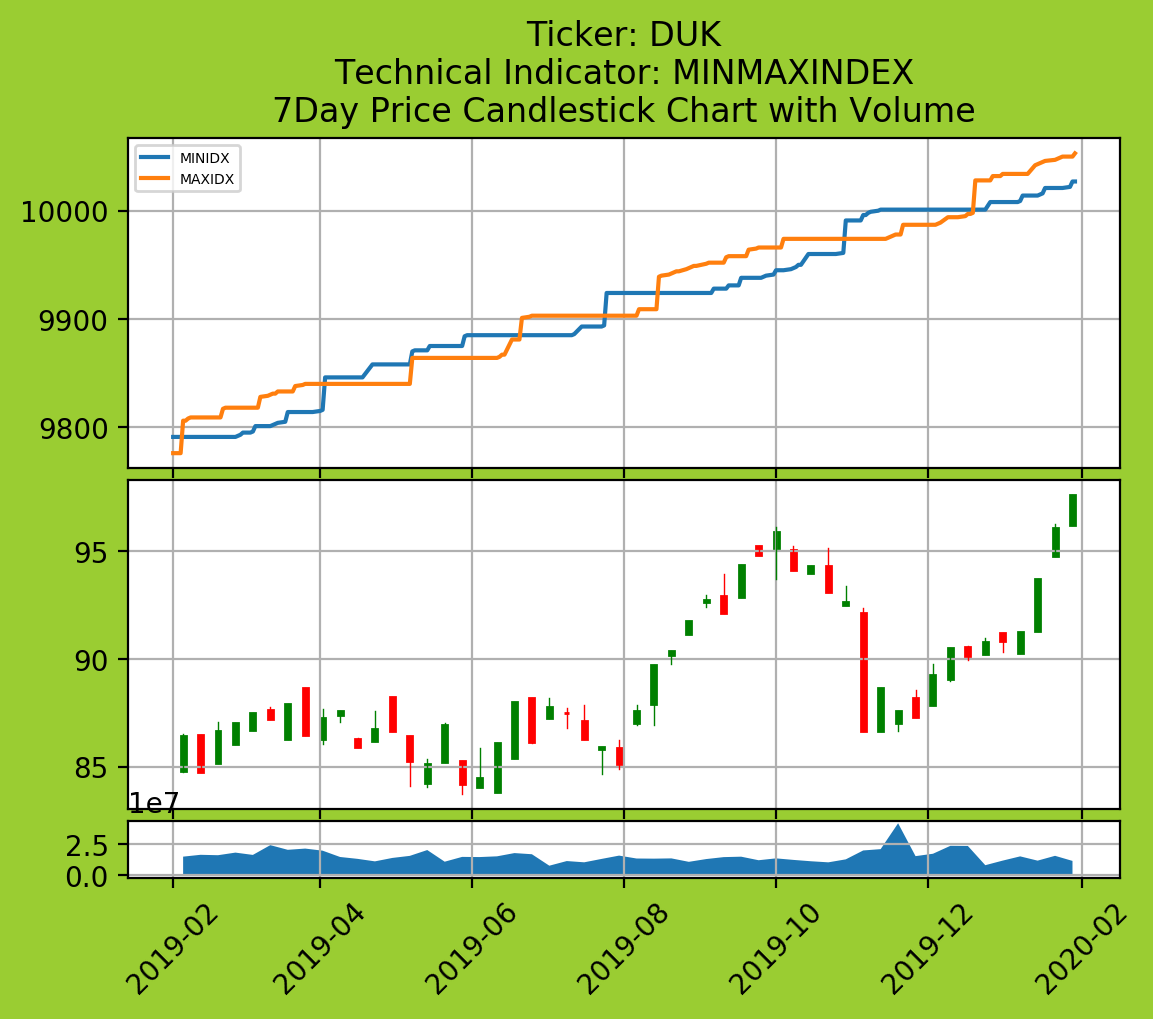 Ticker: DUK
Technical Indicator: MINMAXINDEX
7Day Price Candlestick Chart with Volume
MINIDX
MAXIDX
10000
9900
9800
95
90
85
1e7
2.5
0.0
2019-02
2019-04
2019-06
2019-08
2019-10
2019-12
2020-02